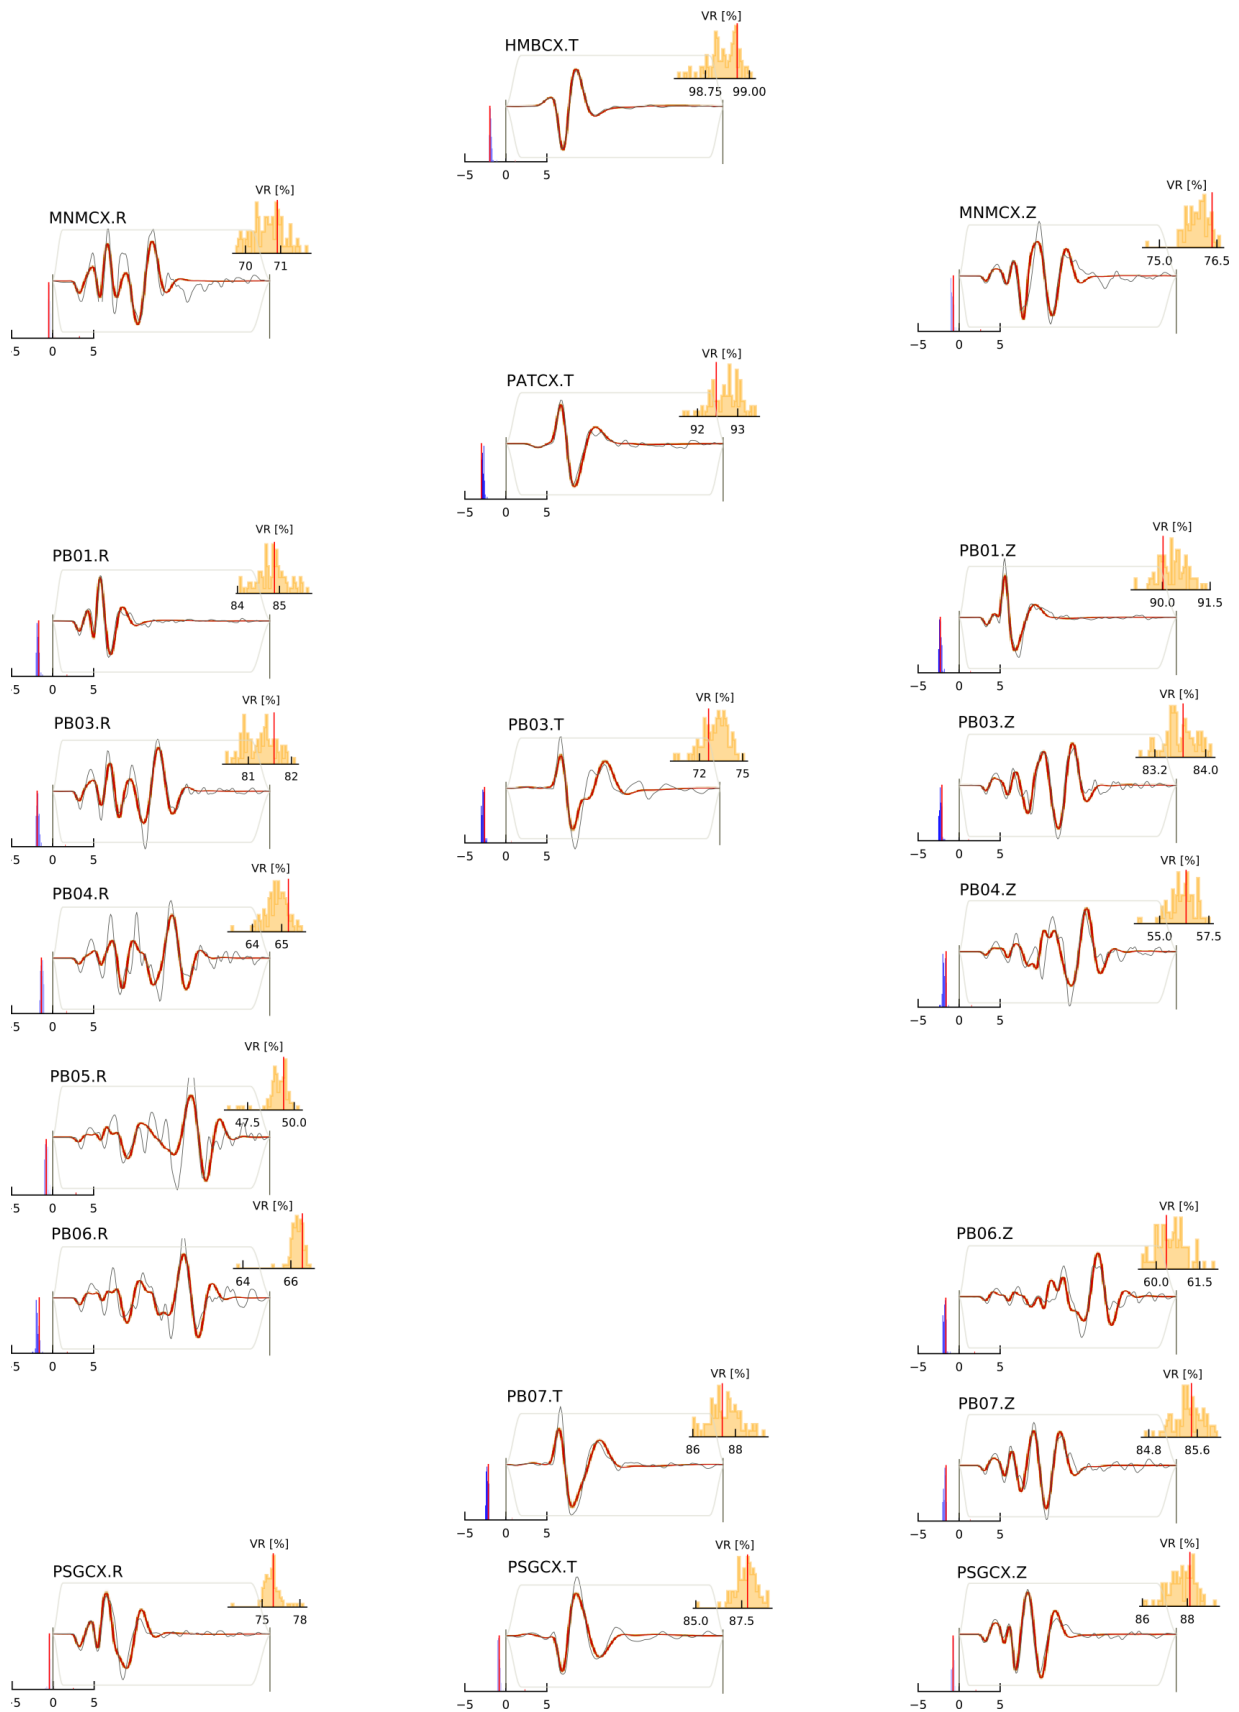 VR [%]
HMBCX.T
98.75 99.00
−5 0 5
VR [%]
MNMCX.R
70 71
:5 0 5
VR [%]
MNMCX.Z
75.0 76.5
−5 0 5
VR [%]
PATCX.T
92 93
−5 0 5
VR [%]
PB01.R
84 85
:5 0 5
VR [%]
PB01.Z
90.0 91.5
−5 0 5
VR [%]
PB03.R
81 82
:5 0 5
VR [%]
PB03.T
72 75
−5 0 5
VR [%]
PB03.Z
83.2 84.0
−5 0 5
VR [%]
PB04.R
64 65
:5 0 5
VR [%]
PB04.Z
55.0 57.5
−5 0 5
VR [%]
PB05.R
47.5 50.0
:5 0 5
VR [%]
PB06.R
64 66
:5 0 5
VR [%]
PB06.Z
60.0 61.5
−5 0 5
VR [%]
PB07.T
86 88
−5 0 5
VR [%]
PB07.Z
84.8 85.6
−5 0 5
VR [%]
PSGCX.R
75 78
:5 0 5
VR [%]
PSGCX.T
85.0 87.5
−5 0 5
VR [%]
PSGCX.Z
86 88
−5 0 5